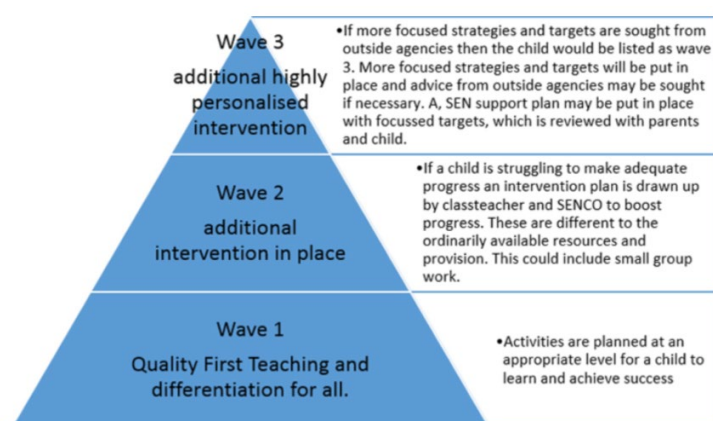 Wave 3
additional highly
personalised
intervention
•If more focused strategies and targets are sought from
outside agencies then the child would be listed as wave
3. More focused strategies and targets will be put in
place and advice from outside agencies may be sought
if necessary. A, SEN support plan may be put in place
with focussed targets, which is reviewed with parents
and child.
Wave 2
additional
intervention in place
•If a child is struggling to make adequate
progress an intervention plan is drawn up
by classteacher and SENCO to boost
progress. These are different to the
ordinarily available resources and
provision. This could include small group
work.
Wave 1
Quality First Teaching and
differentiation for all.
•Activities are planned at an
appropriate level for a child to
learn and achieve success